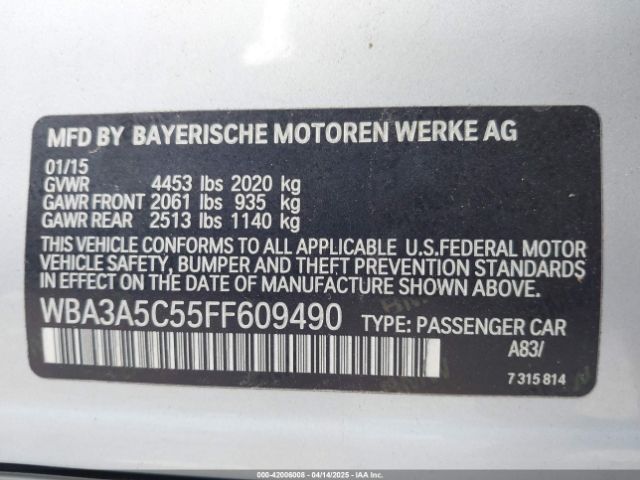 MFD BY BAYERISCHE MOTOREN WERKE AG
01/15
GVWR 4453 lbs 2020 kg
GAWR FRONT 2061 lbs 935 kg
GAWR REAR 2513 lbs 1140 kg
THIS VEHICLE CONFORMS TO ALL APPLICABLE U.S.FEDERAL MOTOR
VEHICLE SAFETY, BUMPER AND THEFT PREVENTION STANDARDS
IN EFFECT ON THE DATE OF MANUFACTURE SHOWN ABOVE.
WBA3A5C55FF609490 TYPE: PASSENGER CAR
A83/
7 315 814
000-42006008 - 04/14/2025 - IAAI.COM